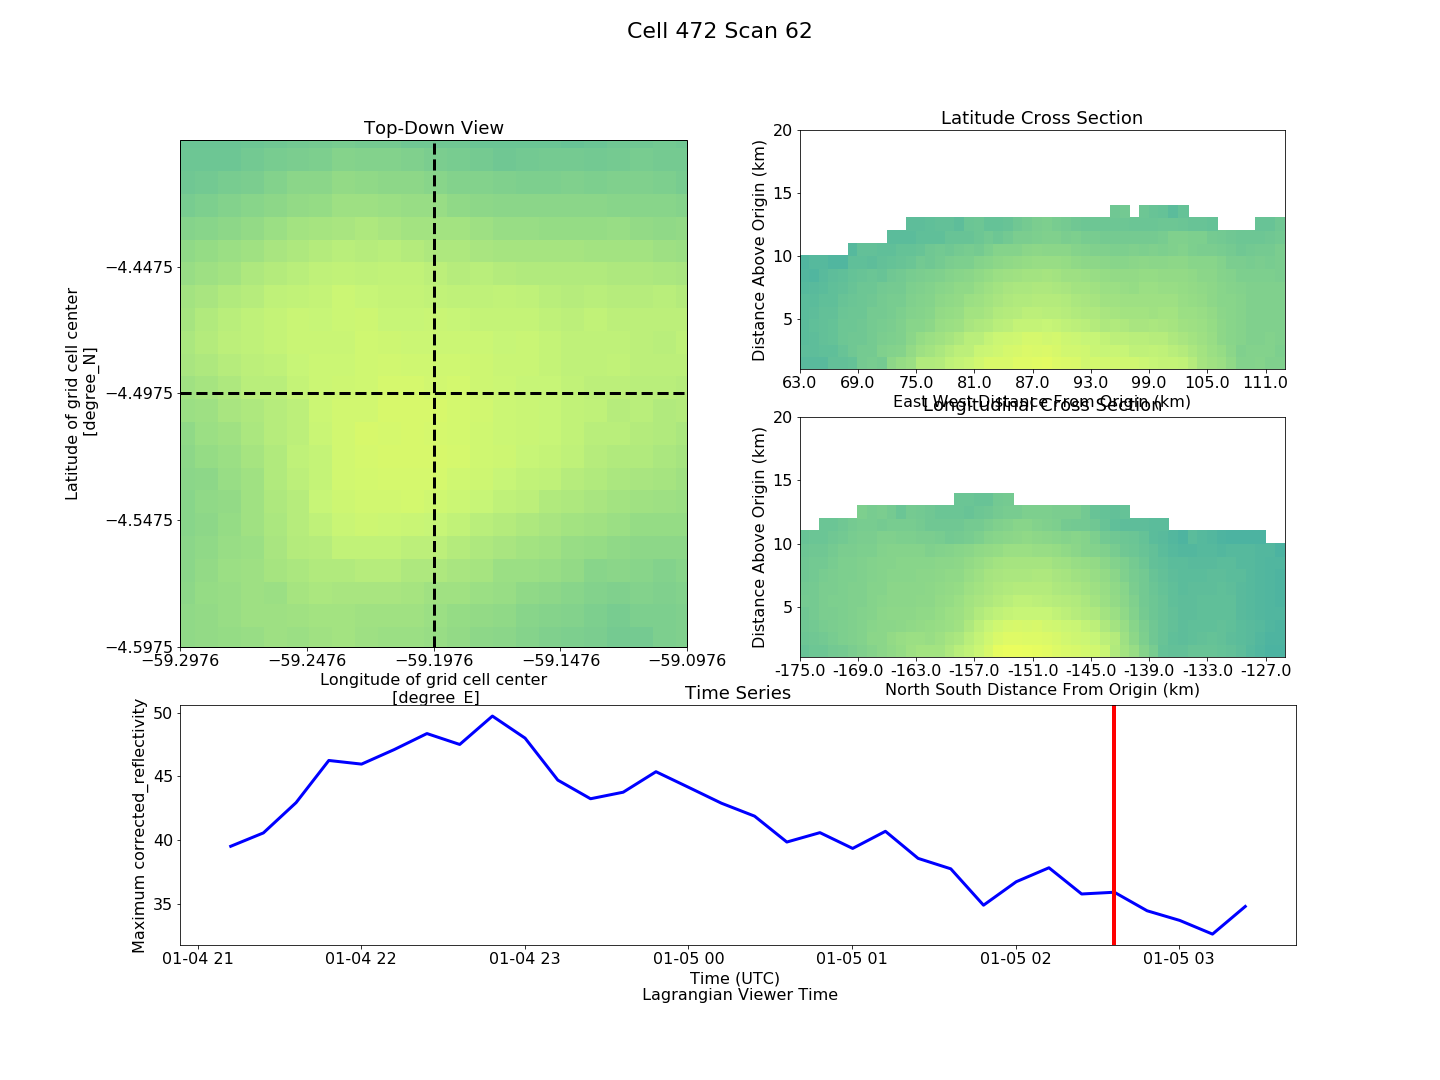 Cell 472 Scan 62
Top-Down View
Latitude of grid cell center
[degree_N]
−4.4475
−4.4975
−4.5475
−4.5975
−59.2976 −59.2476 −59.1976 −59.1476 −59.0976
Longitude of grid cell center
[degree_E]
Latitude Cross Section
Distance Above Origin (km)
20
15
10
5
63.0 69.0 75.0 81.0 87.0 93.0 99.0 105.0 111.0
East West Distance From Origin (km)
Longitudinal Cross Section
Distance Above Origin (km)
20
15
10
5
-175.0 -169.0 -163.0 -157.0 -151.0 -145.0 -139.0 -133.0 -127.0
North South Distance From Origin (km)
Time Series
Maximum corrected_reflectivity
50
45
40
35
01-04 21 01-04 22 01-04 23 01-05 00 01-05 01 01-05 02 01-05 03
Time (UTC)
Lagrangian Viewer Time